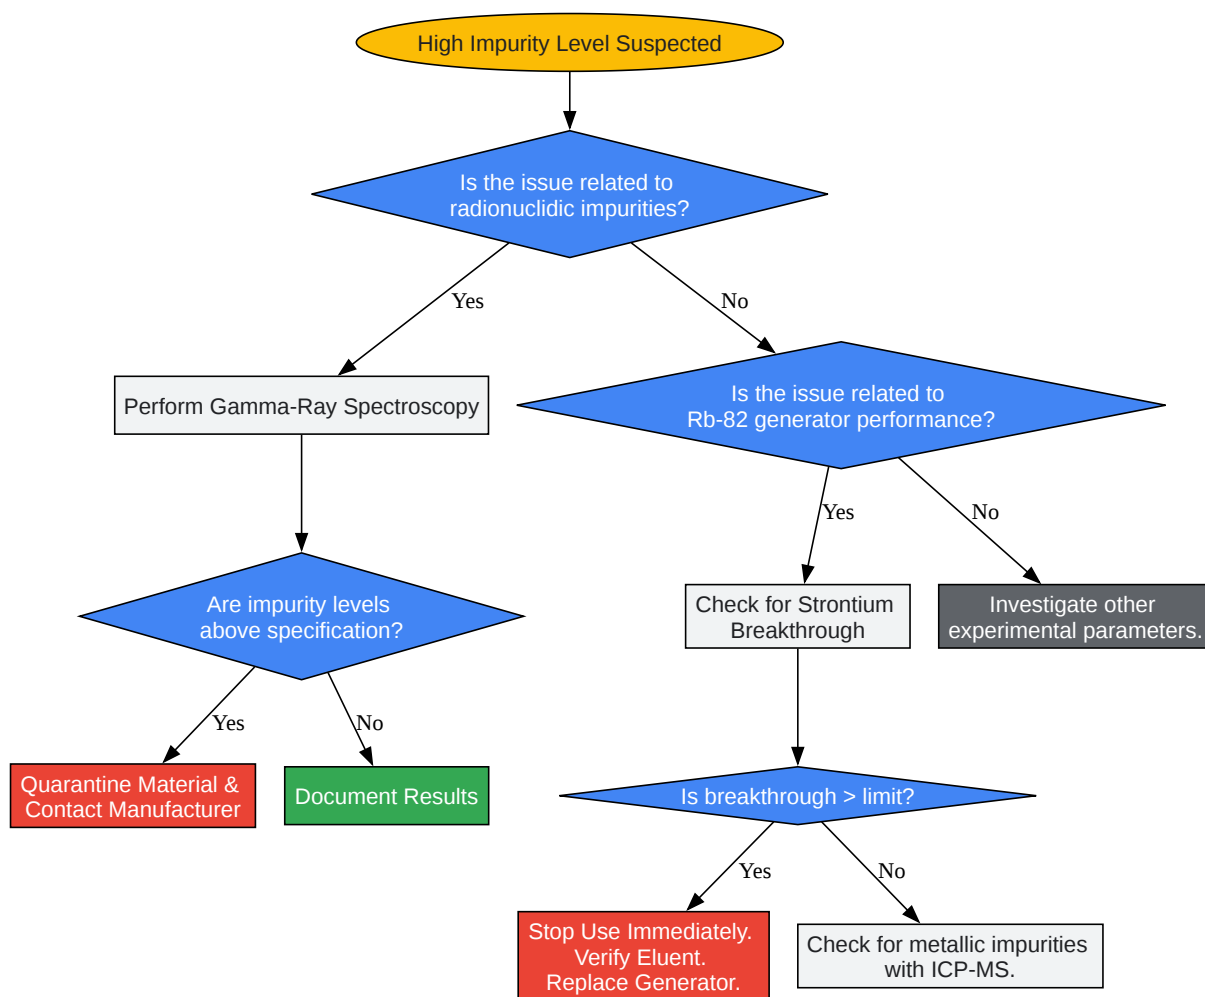 High Impurity Level Suspected
Is the issue related to
radionuclidic impurities?
Yes
No
Perform Gamma-Ray Spectroscopy
Is the issue related to
Rb-82 generator performance?
Yes
No
Are impurity levels
above specification?
Check for Strontium
Breakthrough
Investigate other
experimental parameters.
Yes
No
Quarantine Material &
Contact Manufacturer
Document Results
Is breakthrough > limit?
Yes
No
Stop Use Immediately.
Verify Eluent.
Replace Generator.
Check for metallic impurities
with ICP-MS.